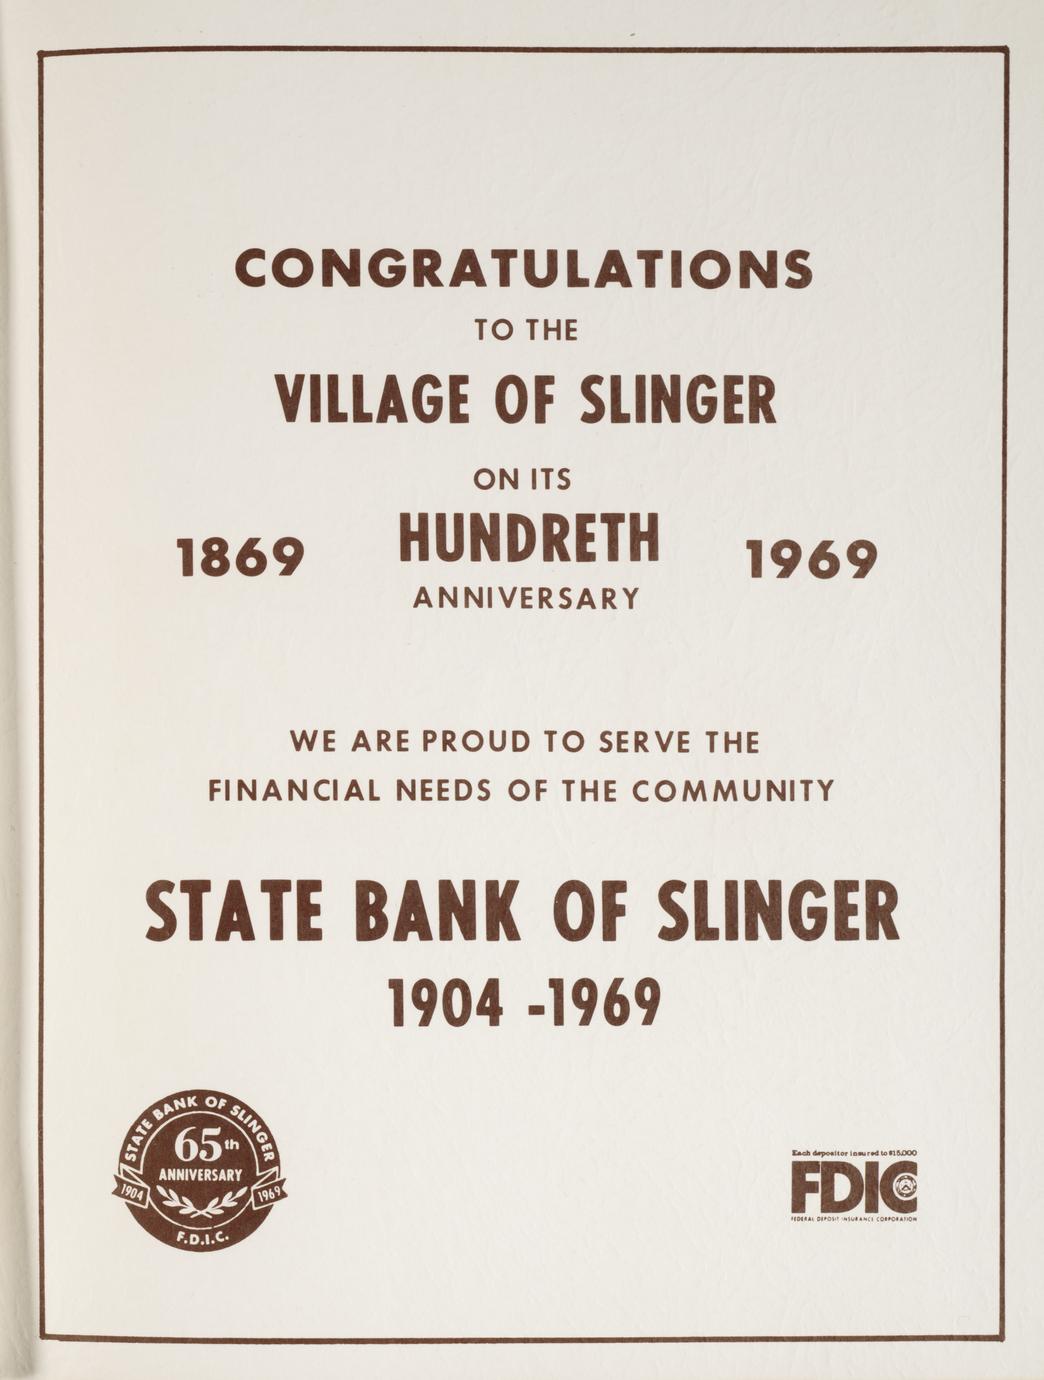 CONGRATULATIONS
TO THE
VILLAGE OF SLINGER
ON ITS
1869 HUNDRETH 1969
ANNIVERSARY
WE ARE PROUD TO SERVE THE
FINANCIAL NEEDS OF THE COMMUNITY
STATE BANK OF SLINGER
1904 -1969
STATE BANK OF SLINGER
65th
ANNIVERSARY
1904 1969
F.D.I.C.
Each depositor insured to $15,000
FDIC
FEDERAL DEPOSIT INSURANCE CORPORATION